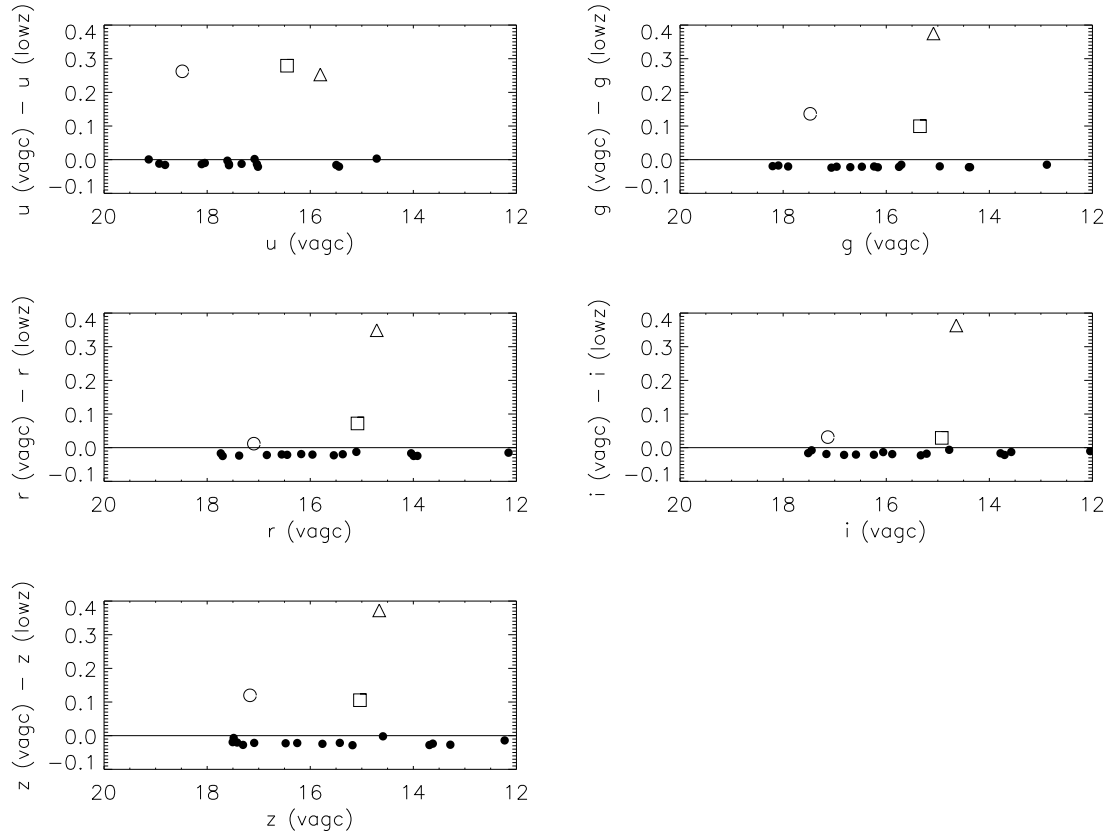 u (vagc) − u (lowz)
0.4
0.3
0.2
0.1
0.0
−0.1
20 18 16 14 12
u (vagc)
g (vagc) − g (lowz)
0.4
0.3
0.2
0.1
0.0
−0.1
20 18 16 14 12
g (vagc)
r (vagc) − r (lowz)
0.4
0.3
0.2
0.1
0.0
−0.1
20 18 16 14 12
r (vagc)
i (vagc) − i (lowz)
0.4
0.3
0.2
0.1
0.0
−0.1
20 18 16 14 12
i (vagc)
z (vagc) − z (lowz)
0.4
0.3
0.2
0.1
0.0
−0.1
20 18 16 14 12
z (vagc)